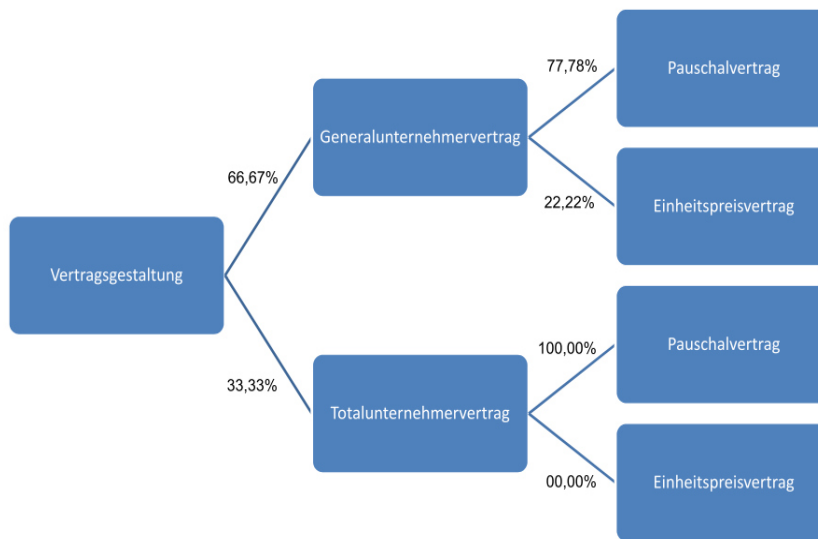 Vertragsgestaltung
66,67%
33,33%
Generalunternehmervertrag
77,78%
22,22%
Pauschalvertrag
Einheitspreisvertrag
Totalunternehmervertrag
100,00%
00,00%
Pauschalvertrag
Einheitspreisvertrag